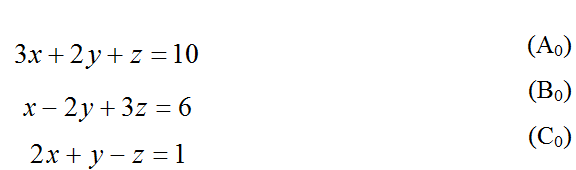 3x + 2y + z = 10 (A₀)
x − 2y + 3z = 6 (B₀)
2x + y − z = 1 (C₀)